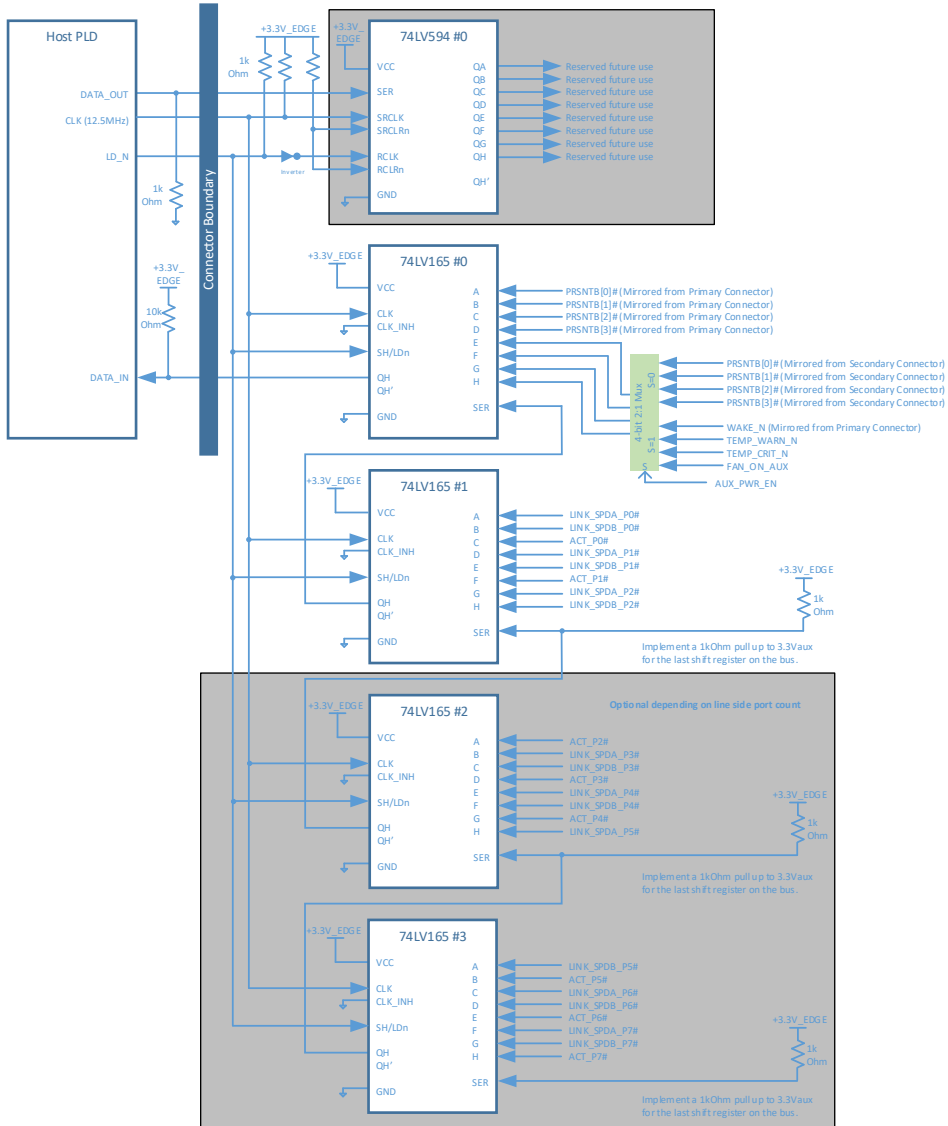 Host PLD
DATA_OUT
CLK (12.5MHz)
LD_N
1k
Ohm
+3.3V_
EDGE
10k
Ohm
DATA_IN
Connector Boundary
+3.3V_EDGE
1k
Ohm
Inverter
+3.3V_
EDGE
74LV594 #0
VCC
SER
SRCLK
SRCLRn
RCLK
RCLRn
GND
QA
QB
QC
QD
QE
QF
QG
QH
QH'
Reserved future use
Reserved future use
Reserved future use
Reserved future use
Reserved future use
Reserved future use
Reserved future use
Reserved future use
+3.3V_EDGE
74LV165 #0
VCC
CLK
CLK_INH
SH/LDn
QH
QH'
GND
A
B
C
D
E
F
G
H
SER
PRSNTB[0]# (Mirrored from Primary Connector)
PRSNTB[1]# (Mirrored from Primary Connector)
PRSNTB[2]# (Mirrored from Primary Connector)
PRSNTB[3]# (Mirrored from Primary Connector)
4-bit 2:1 Mux
S=0
S=1
S
PRSNTB[0]# (Mirrored from Secondary Connector)
PRSNTB[1]# (Mirrored from Secondary Connector)
PRSNTB[2]# (Mirrored from Secondary Connector)
PRSNTB[3]# (Mirrored from Secondary Connector)
WAKE_N (Mirrored from Primary Connector)
TEMP_WARN_N
TEMP_CRIT_N
FAN_ON_AUX
AUX_PWR_EN
+3.3V_EDGE
74LV165 #1
VCC
CLK
CLK_INH
SH/LDn
QH
QH'
GND
A
B
C
D
E
F
G
H
SER
LINK_SPDA_P0#
LINK_SPDB_P0#
ACT_P0#
LINK_SPDA_P1#
LINK_SPDB_P1#
ACT_P1#
LINK_SPDA_P2#
LINK_SPDB_P2#
+3.3V_EDGE
1k
Ohm
Implement a 1kOhm pull up to 3.3Vaux
for the last shift register on the bus.
Optional depending on line side port count
+3.3V_EDGE
74LV165 #2
VCC
CLK
CLK_INH
SH/LDn
QH
QH'
GND
A
B
C
D
E
F
G
H
SER
ACT_P2#
LINK_SPDA_P3#
LINK_SPDB_P3#
ACT_P3#
LINK_SPDA_P4#
LINK_SPDB_P4#
ACT_P4#
LINK_SPDA_P5#
+3.3V_EDGE
1k
Ohm
Implement a 1kOhm pull up to 3.3Vaux
for the last shift register on the bus.
+3.3V_EDGE
74LV165 #3
VCC
CLK
CLK_INH
SH/LDn
QH
QH'
GND
A
B
C
D
E
F
G
H
SER
LINK_SPDB_P5#
ACT_P5#
LINK_SPDA_P6#
LINK_SPDB_P6#
ACT_P6#
LINK_SPDA_P7#
LINK_SPDB_P7#
ACT_P7#
+3.3V_EDGE
1k
Ohm
Implement a 1kOhm pull up to 3.3Vaux
for the last shift register on the bus.